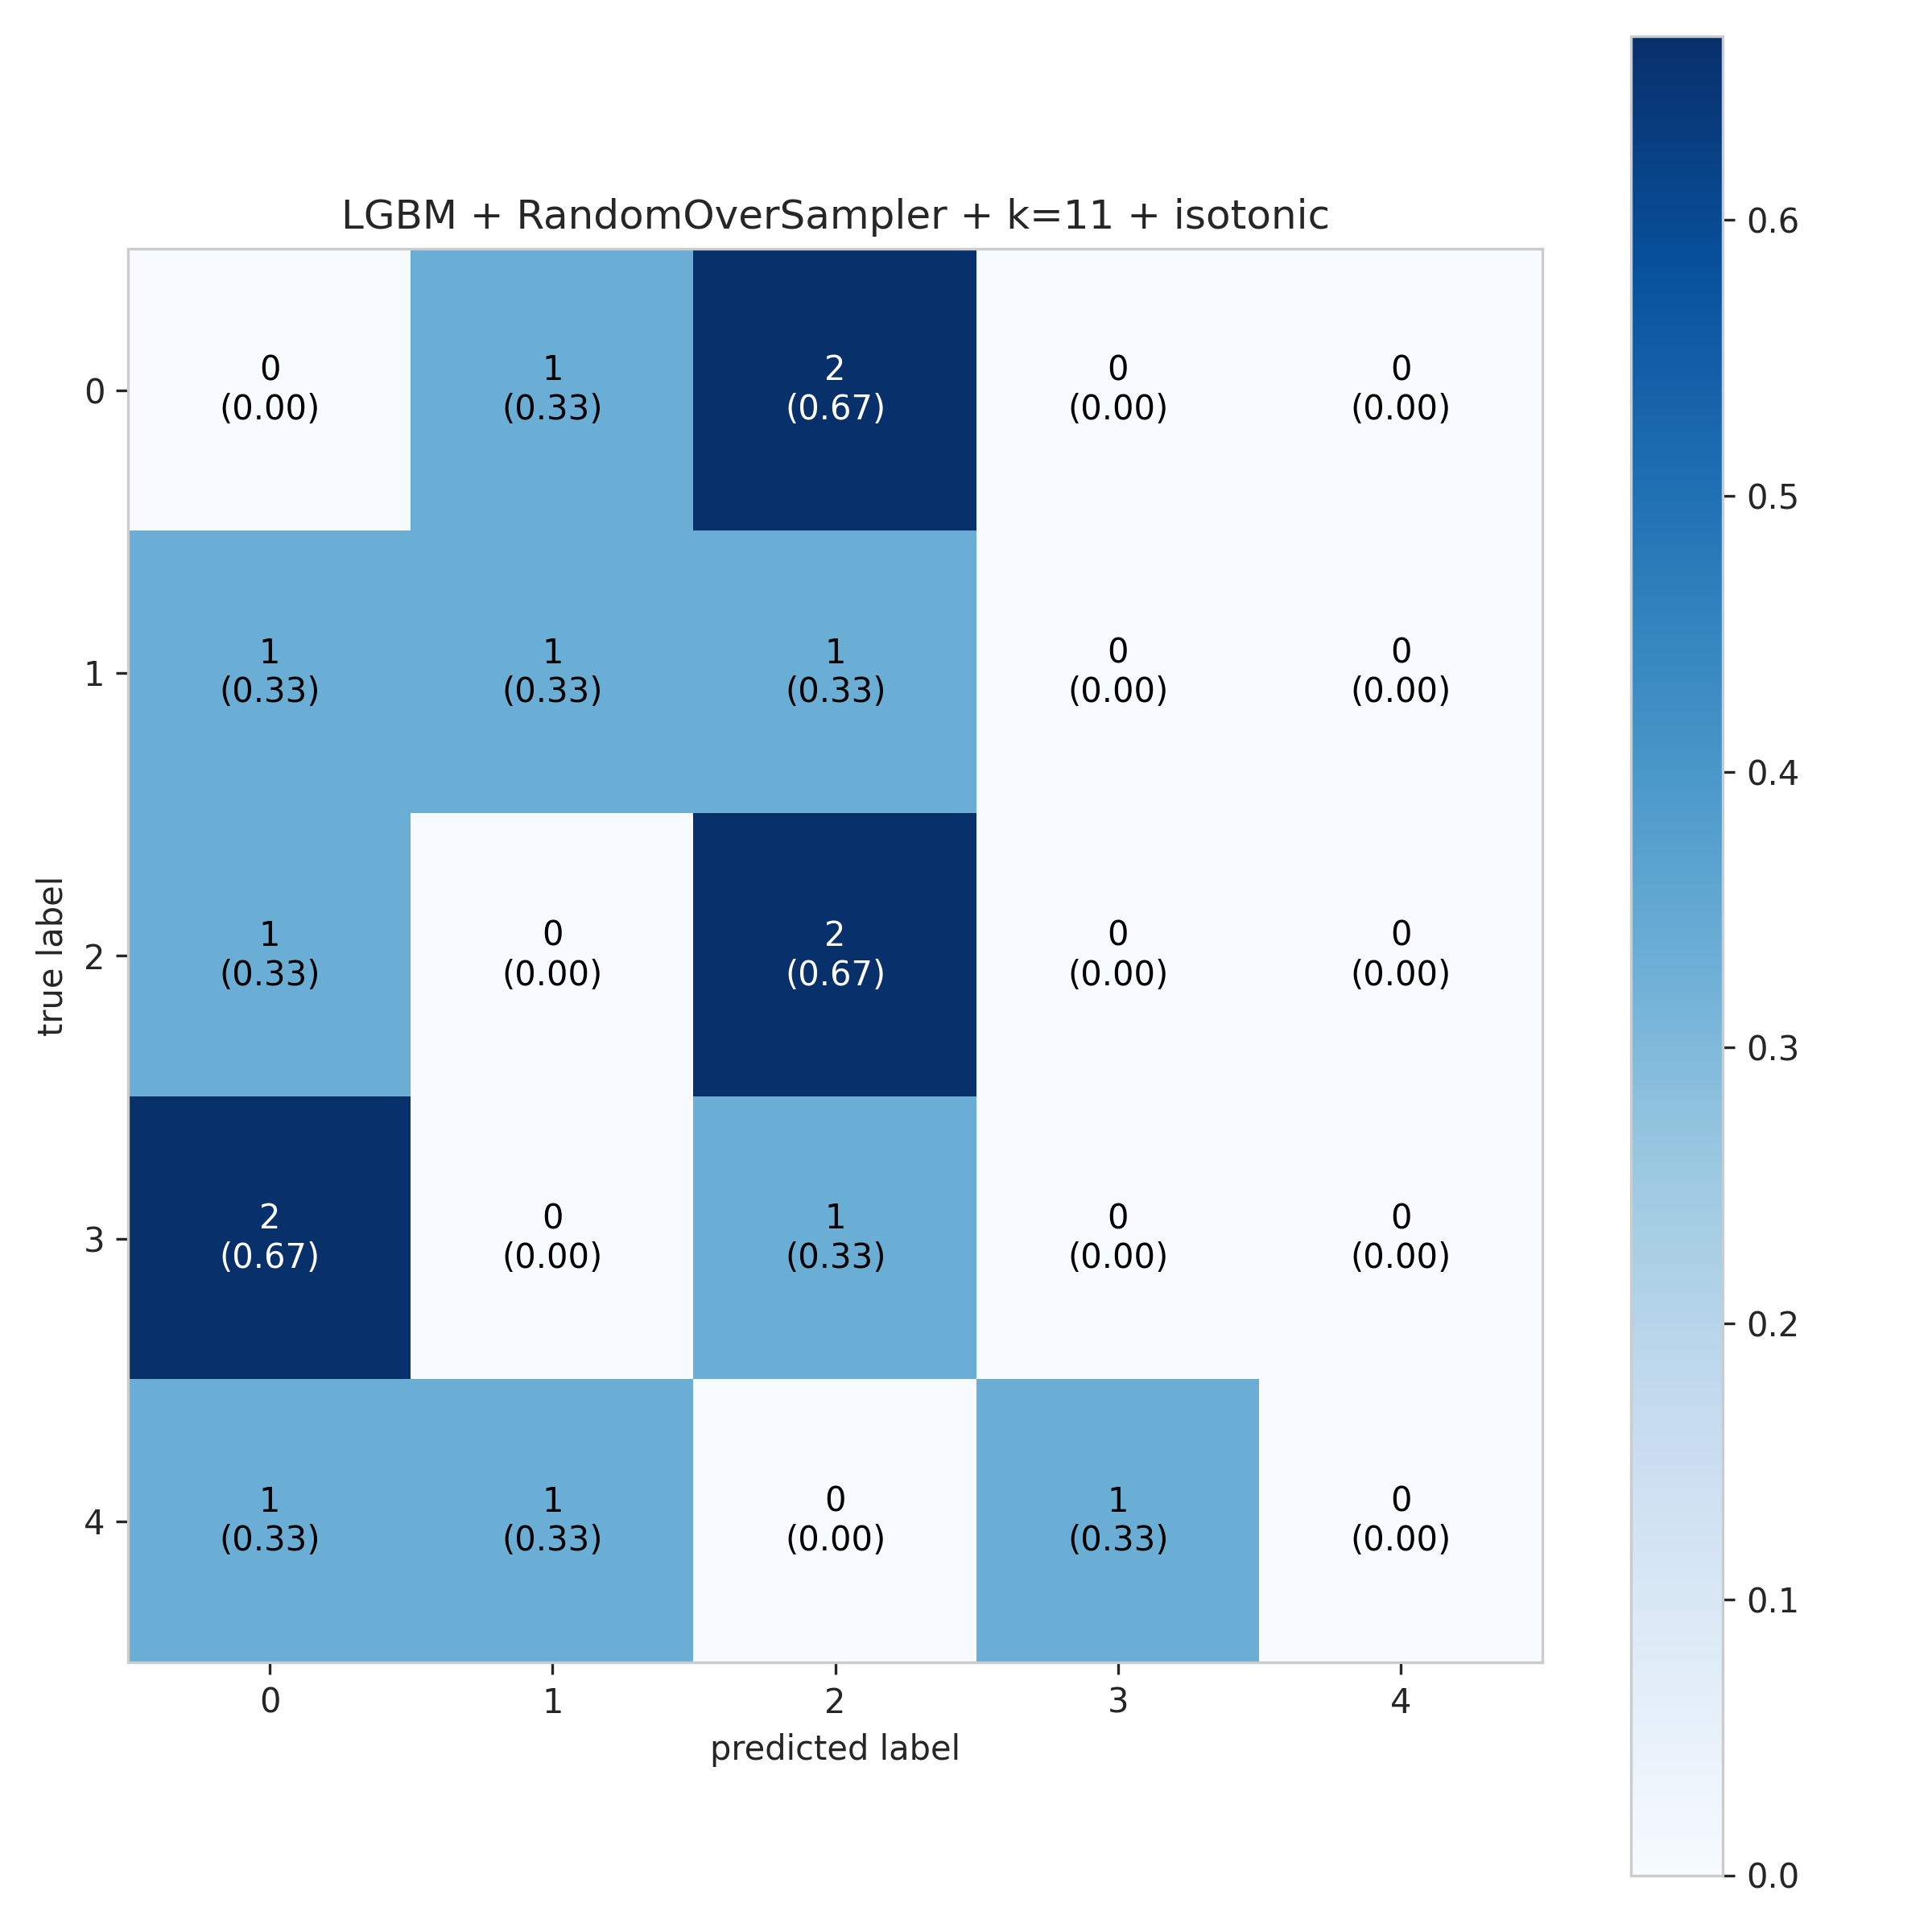 LGBM + RandomOverSampler + k=11 + isotonic
0 1 2 0 0
(0.00) (0.33) (0.67) (0.00) (0.00)
0
1 1 1 0 0
(0.33) (0.33) (0.33) (0.00) (0.00)
1
1 0 2 0 0
(0.33) (0.00) (0.67) (0.00) (0.00)
2
2 0 1 0 0
(0.67) (0.00) (0.33) (0.00) (0.00)
3
1 1 0 1 0
(0.33) (0.33) (0.00) (0.33) (0.00)
4
0 1 2 3 4
predicted label
true label
0.6
0.5
0.4
0.3
0.2
0.1
0.0